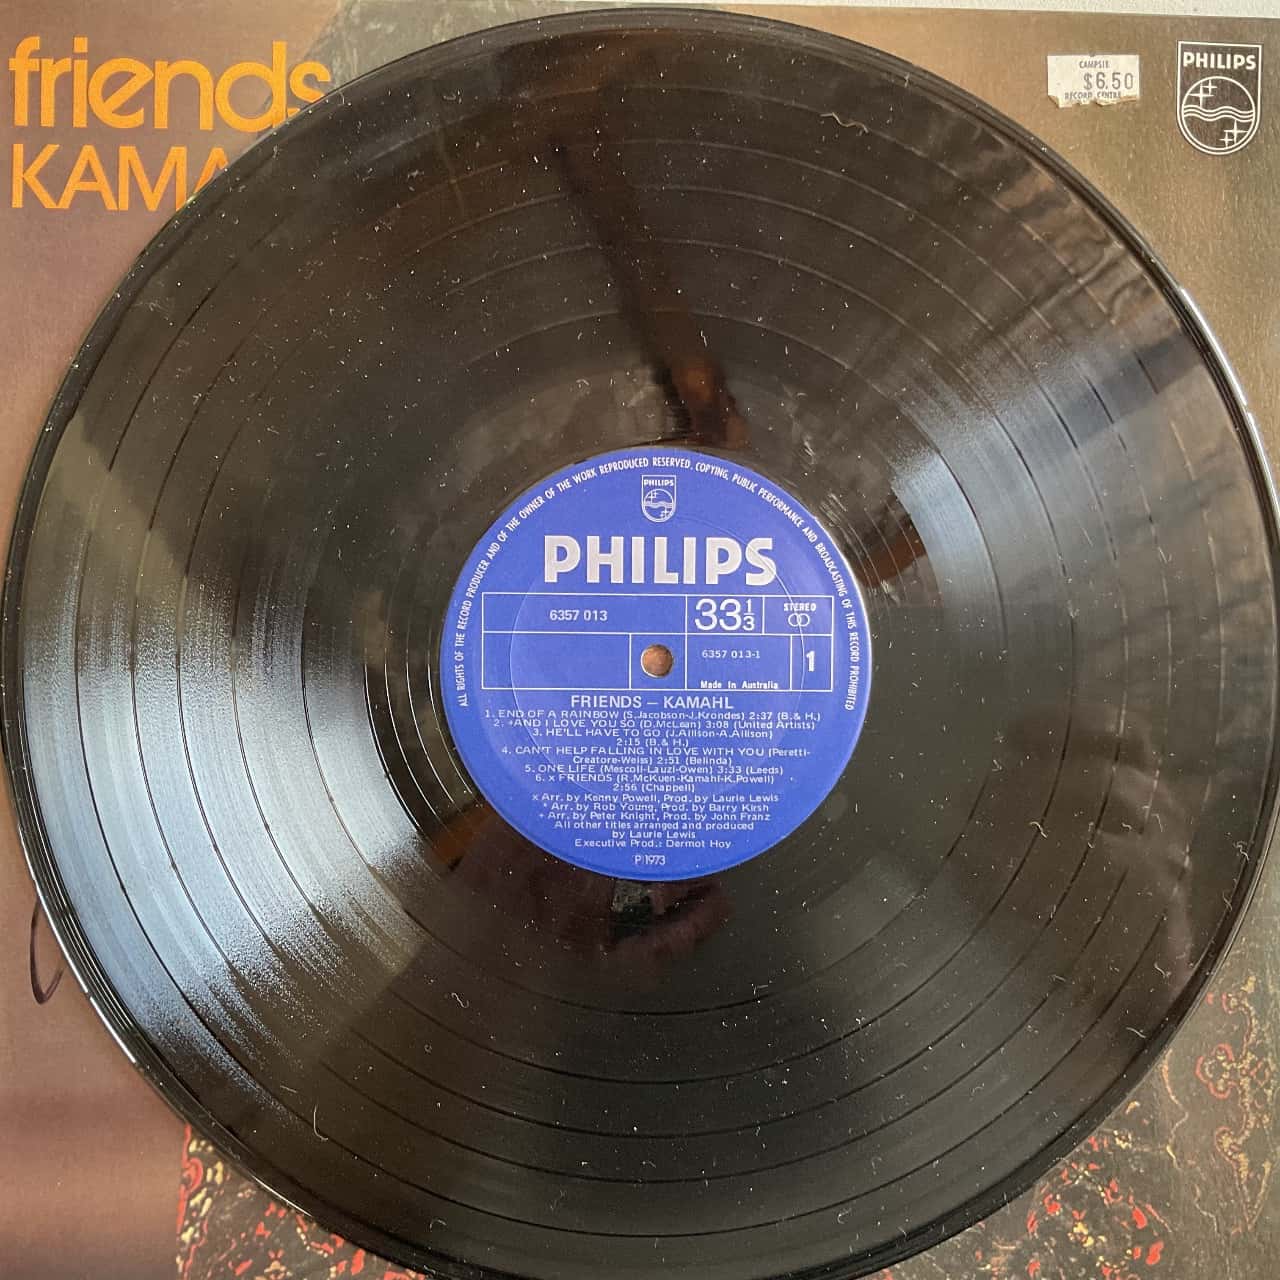 friends
KAMA
CAMPSIE
$6.50
RECORD CENTRE
PHILIPS
ALL RIGHTS OF THE RECORD PRODUCER AND OF THE OWNER OF THE WORK REPRODUCED RESERVED. COPYING, PUBLIC PERFORMANCE AND BROADCASTING OF THIS RECORD PROHIBITED
PHILIPS
PHILIPS
6357 013
33 1/3
STEREO
6357 013-1
1
Made In Australia
FRIENDS — KAMAHL
1. END OF A RAINBOW (S.Jacobson-J.Krondes) 2:37 (B.& H.)
2. +AND I LOVE YOU SO (D.McLean) 3:08 (United Artists)
3. HE'LL HAVE TO GO (J.Allison-A.Allison)
2:15 (B.& H.)
4. CAN'T HELP FALLING IN LOVE WITH YOU (Peretti-
Creatore-Weiss) 2:51 (Belinda)
5. ONE LIFE (Mescoli-Lauzi-Owen) 3:33 (Leeds)
6. x FRIENDS (R.McKuen-Kamahl-K.Powell)
2:56 (Chappell)
x Arr. by Kenny Powell, Prod. by Laurie Lewis
* Arr. by Rob Young, Prod. by Barry Kirsh
+ Arr. by Peter Knight, Prod. by John Franz
All other titles arranged and produced
by Laurie Lewis
Executive Prod.: Dermot Hoy
P 1973